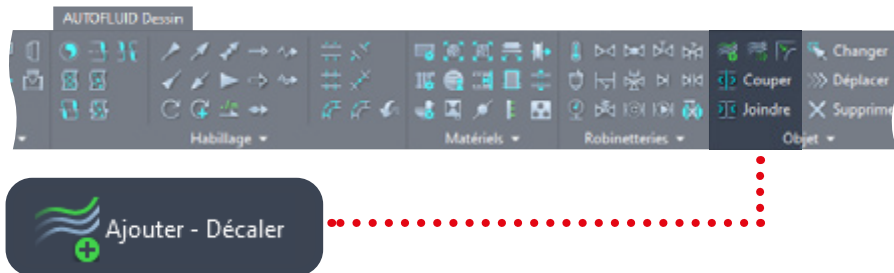 AUTOFLUID Dessin
Changer
Couper
Déplacer
Joindre
Supprime
Habillage
Matériels
Robinetteries
Objet
Ajouter - Décaler